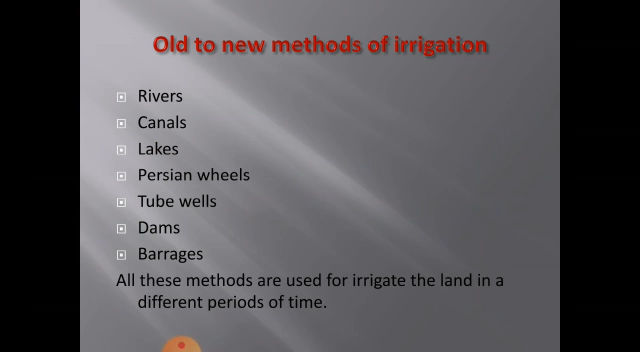 Old to new methods of irrigation
Rivers
Canals
Lakes
Persian wheels
Tube wells
Dams
Barrages
All these methods are used for irrigate the land in a
different periods of time.